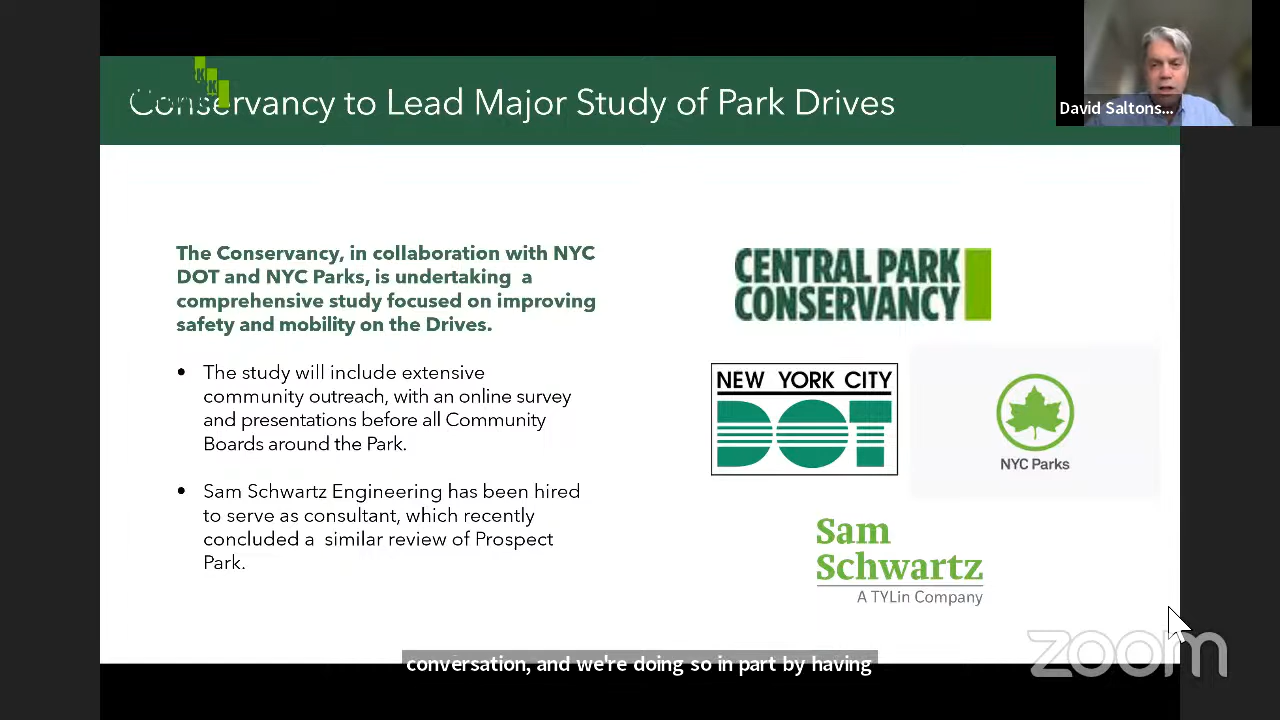 Conservancy to Lead Major Study of Park Drives
David Saltons...
The Conservancy, in collaboration with NYC
DOT and NYC Parks, is undertaking a
comprehensive study focused on improving
safety and mobility on the Drives.
• The study will include extensive
community outreach, with an online survey
and presentations before all Community
Boards around the Park.
• Sam Schwartz Engineering has been hired
to serve as consultant, which recently
concluded a similar review of Prospect
Park.
CENTRAL PARK
CONSERVANCY
NEW YORK CITY
DOT
NYC Parks
Sam
Schwartz
A TYLin Company
conversation, and we're doing so in part by having
zoom